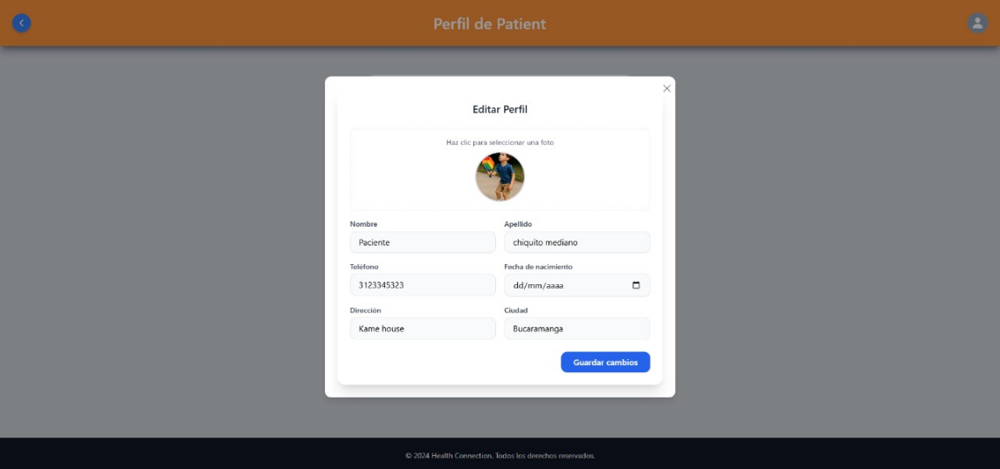 Perfil de Patient
Editar Perfil
Haz clic para seleccionar una foto
Nombre Apellido
Paciente chiquito mediano
Teléfono Fecha de nacimiento
3123345323 dd/mm/aaaa
Dirección Ciudad
Kame house Bucaramanga
Guardar cambios
© 2024 Health Connection. Todos los derechos reservados.